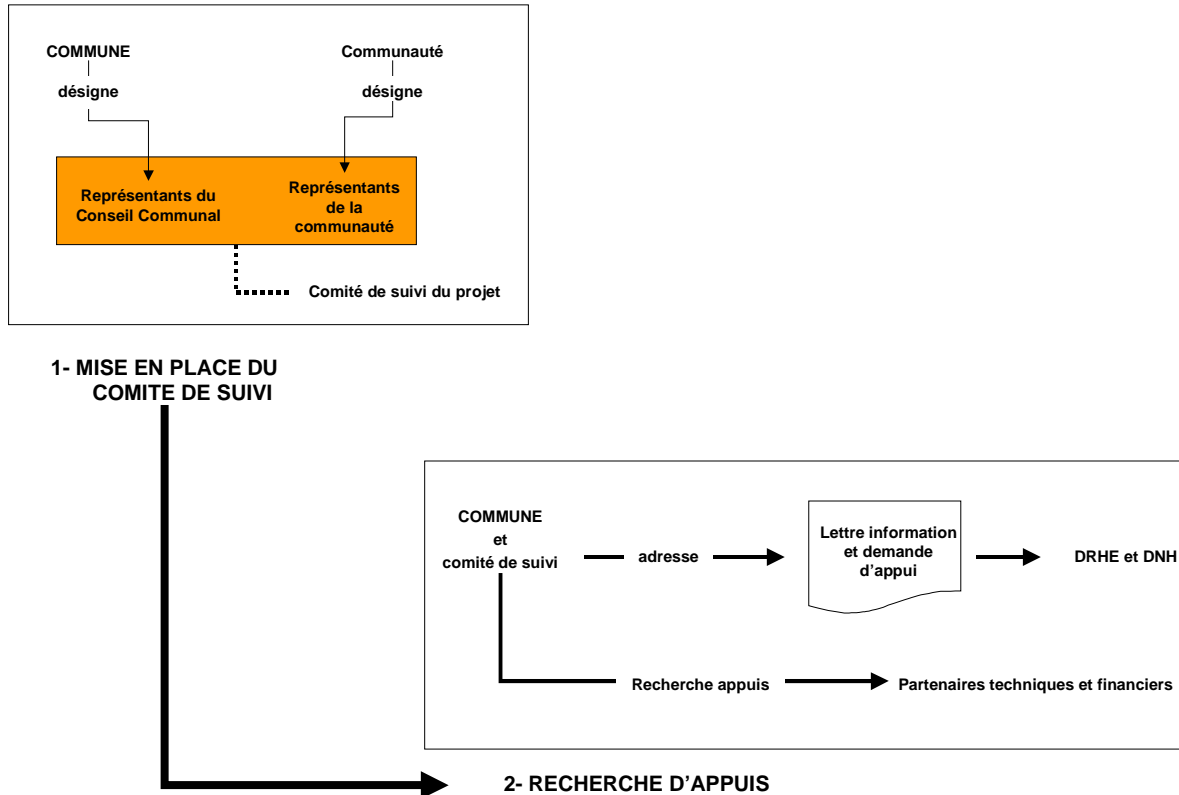 COMMUNE
Communauté
désigne
désigne
Représentants du
Conseil Communal
Représentants
de la
communauté
Comité de suivi du projet
1- MISE EN PLACE DU
COMITE DE SUIVI
COMMUNE
et
comité de suivi
adresse
Lettre information
et demande
d'appui
DRHE et DNH
Recherche appuis
Partenaires techniques et financiers
2- RECHERCHE D'APPUIS